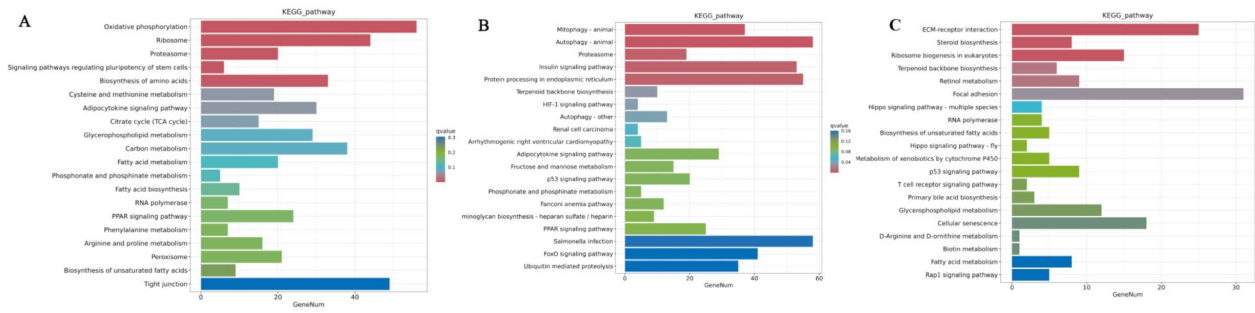 A
KEGG_pathway
Oxidative phosphorylation
Ribosome
Proteasome
Signaling pathways regulating pluripotency of stem cells
Biosynthesis of amino acids
Cysteine and methionine metabolism
Adipocytokine signaling pathway
Citrate cycle (TCA cycle)
Glycerophospholipid metabolism
Carbon metabolism
Fatty acid metabolism
Phosphonate and phosphinate metabolism
Fatty acid biosynthesis
RNA polymerase
PPAR signaling pathway
Phenylalanine metabolism
Arginine and proline metabolism
Peroxisome
Biosynthesis of unsaturated fatty acids
Tight junction
0 20 40
GeneNum
qvalue
0.3
0.2
0.1
B
KEGG_pathway
Mitophagy - animal
Autophagy - animal
Proteasome
Insulin signaling pathway
Protein processing in endoplasmic reticulum
Terpenoid backbone biosynthesis
HIF-1 signaling pathway
Autophagy - other
Renal cell carcinoma
Arrhythmogenic right ventricular cardiomyopathy
Adipocytokine signaling pathway
Fructose and mannose metabolism
p53 signaling pathway
Phosphonate and phosphinate metabolism
Fanconi anemia pathway
minoglycan biosynthesis - heparan sulfate / heparin
PPAR signaling pathway
Salmonella infection
FoxO signaling pathway
Ubiquitin mediated proteolysis
0 20 40 60
GeneNum
qvalue
0.16
0.12
0.08
0.04
C
KEGG_pathway
ECM-receptor interaction
Steroid biosynthesis
Ribosome biogenesis in eukaryotes
Terpenoid backbone biosynthesis
Retinol metabolism
Focal adhesion
Hippo signaling pathway - multiple species
RNA polymerase
Biosynthesis of unsaturated fatty acids
Hippo signaling pathway - fly
Metabolism of xenobiotics by cytochrome P450
p53 signaling pathway
T cell receptor signaling pathway
Primary bile acid biosynthesis
Glycerophospholipid metabolism
Cellular senescence
D-Arginine and D-ornithine metabolism
Biotin metabolism
Fatty acid metabolism
Rap1 signaling pathway
0 10 20 30
GeneNum